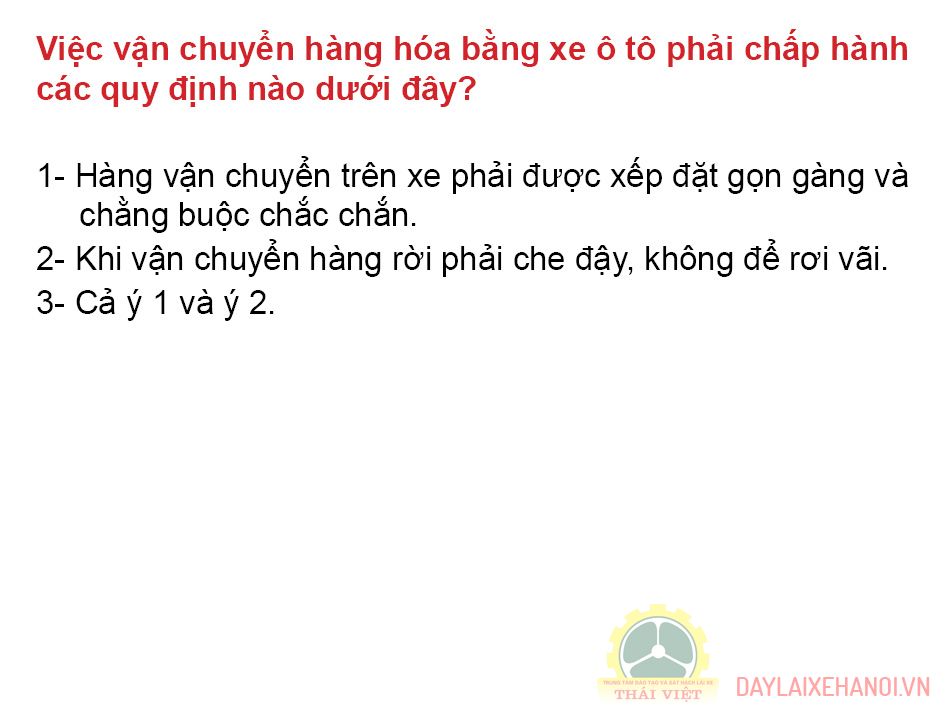 Việc vận chuyển hàng hóa bằng xe ô tô phải chấp hành
các quy định nào dưới đây?
1- Hàng vận chuyển trên xe phải được xếp đặt gọn gàng và
chằng buộc chắc chắn.
2- Khi vận chuyển hàng rời phải che đậy, không để rơi vãi.
3- Cả ý 1 và ý 2.
TRUNG TÂM ĐÀO TẠO VÀ SÁT HẠCH LÁI XE
THÁI VIỆT
DAYLAIXEHANOI.VN